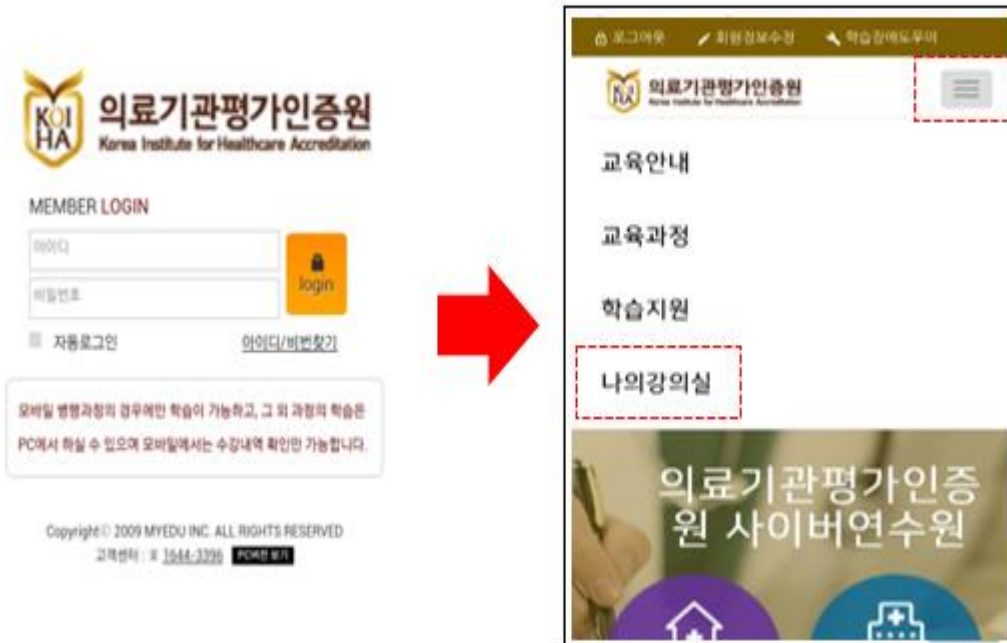 KOIHA
의료기관평가인증원
Korea Institute for Healthcare Accreditation
MEMBER LOGIN
아이디
비밀번호
login
자동로그인
아이디/비번찾기
모바일 병행과정의 경우에만 학습이 가능하고, 그 외 과정의 학습은
PC에서 하실 수 있으며 모바일에서는 수강내역 확인만 가능합니다.
Copyright© 2009 MYEDU INC. ALL RIGHTS RESERVED
고객센터 : ☎ 1644-3396 PC버전 보기
로그아웃 회원정보수정 학습장애도우미
KOIHA
의료기관평가인증원
Korea Institute for Healthcare Accreditation
교육안내
교육과정
학습지원
나의강의실
의료기관평가인증
원 사이버연수원